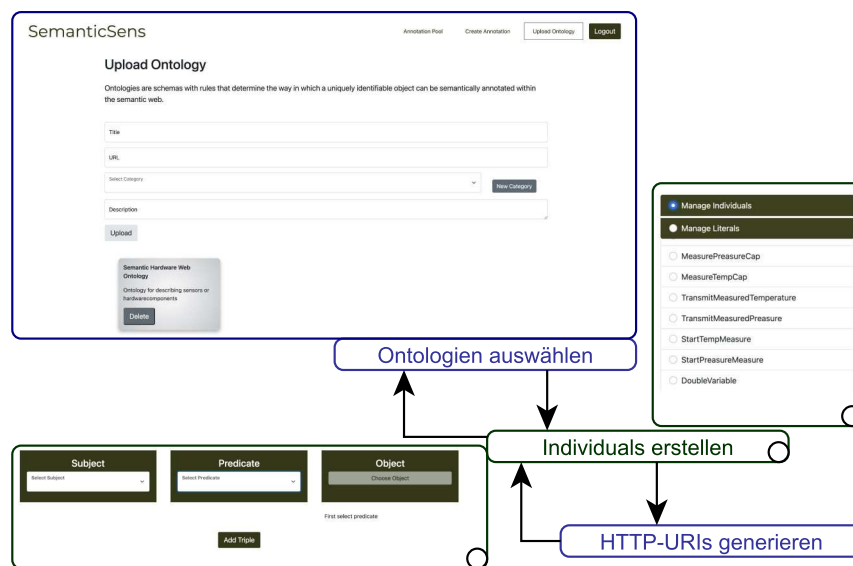 SemanticSens
Annotation Pool Create Annotation Upload Ontology Logout
Upload Ontology
Ontologies are schemas with rules that determine the way in which a uniquely identifiable object can be semantically annotated within
the semantic web.
Title
URL
Select Category
New Category
Description
Upload
Semantic Hardware Web
Ontology
Ontology for describing sensors or
hardwarecomponents
Delete
Manage Individuals
Manage Literals
MeasurePreasureCap
MeasureTempCap
TransmitMeasuredTemperature
TransmitMeasuredPreasure
StartTempMeasure
StartPreasureMeasure
DoubleVariable
Ontologien auswählen
Individuals erstellen
Subject Predicate Object
Select Subject Select Predicate Choose Object
First select predicate
Add Triple
HTTP-URIs generieren